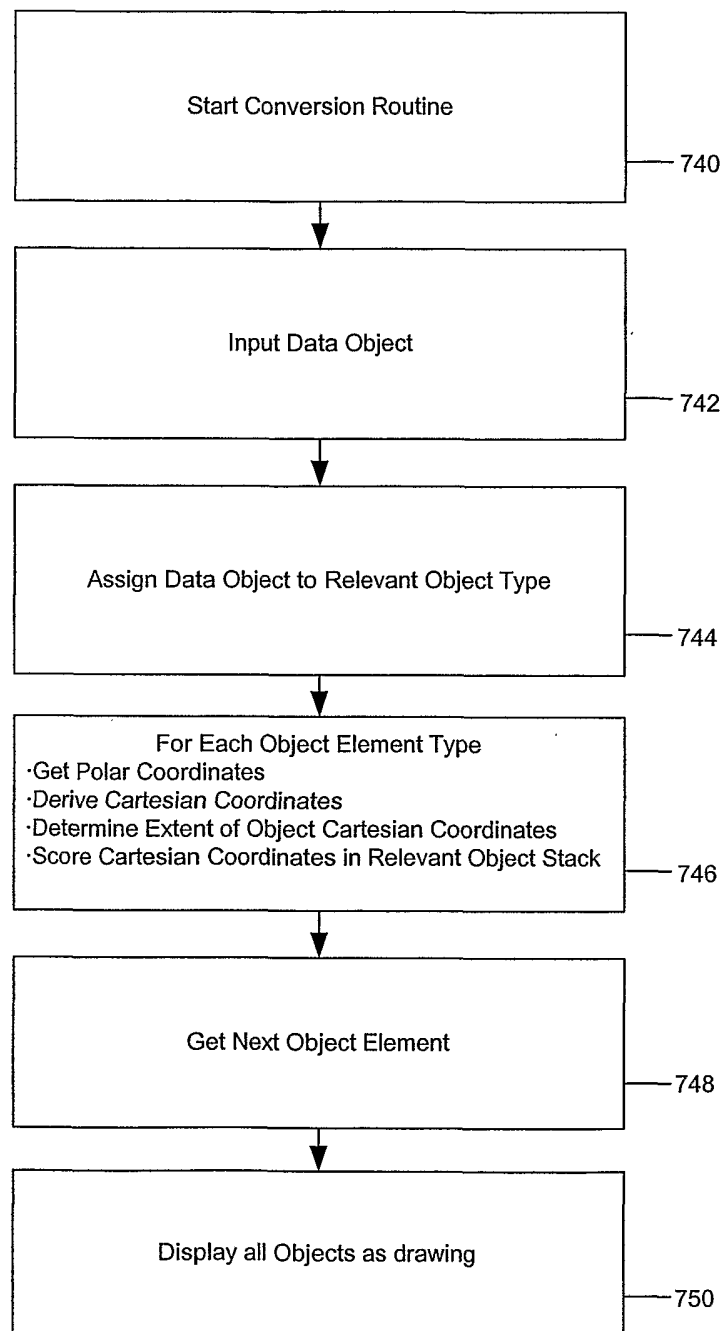 Start Conversion Routine
740
Input Data Object
742
Assign Data Object to Relevant Object Type
744
For Each Object Element Type
·Get Polar Coordinates
·Derive Cartesian Coordinates
·Determine Extent of Object Cartesian Coordinates
·Score Cartesian Coordinates in Relevant Object Stack
746
Get Next Object Element
748
Display all Objects as drawing
750